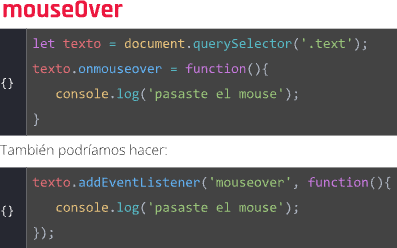 mouseOver
let texto = document.querySelector('.text');
texto.onmouseover = function(){
console.log('pasaste el mouse');
}
{}
También podríamos hacer:
texto.addEventListener('mouseover', function(){
console.log('pasaste el mouse');
});
{}